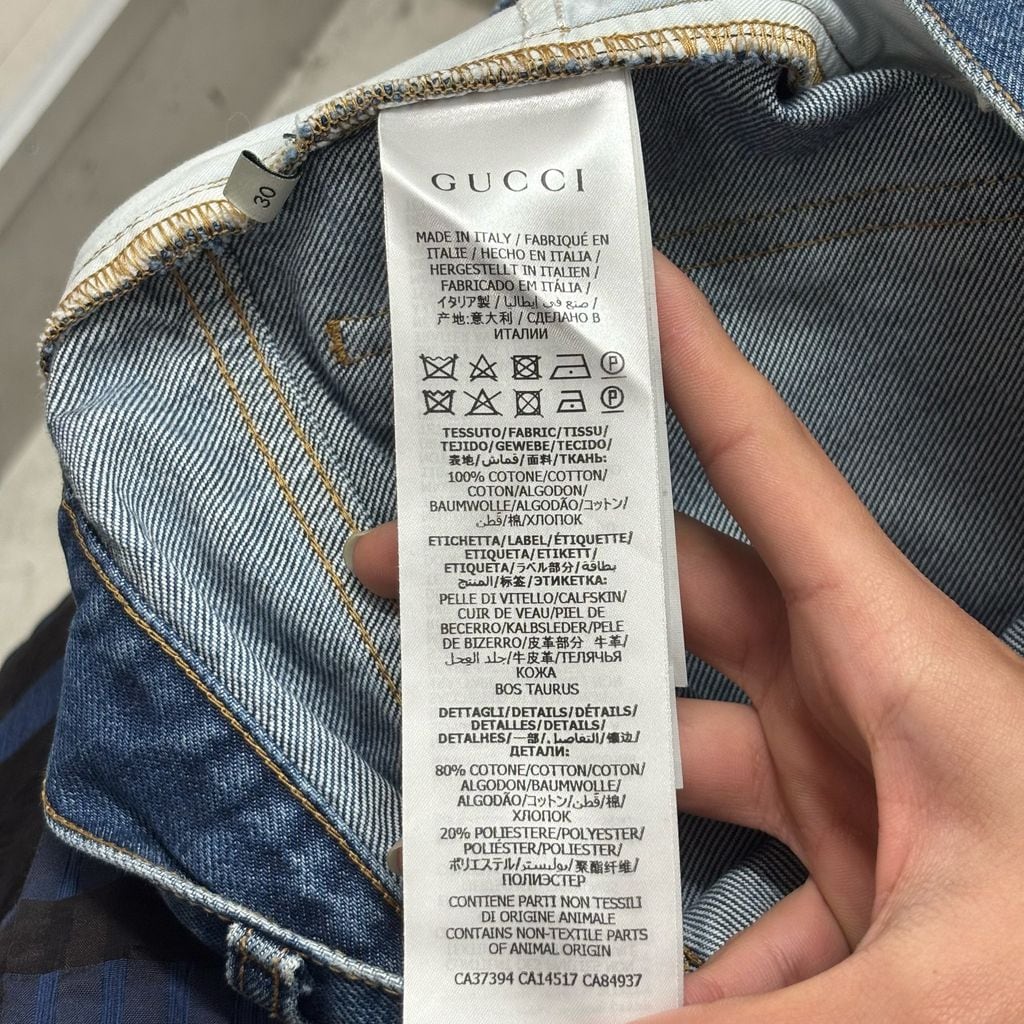 30
GUCCI
MADE IN ITALY / FABRIQUÉ EN
ITALIE / HECHO EN ITALIA /
HERGESTELLT IN ITALIEN /
FABRICADO EM ITÁLIA /
イタリア製 / صنع في إيطاليا /
产地:意大利 / СДЕЛАНО В
ИТАЛИИ
P
P
TESSUTO/FABRIC/TISSU/
TEJIDO/GEWEBE/TECIDO/
表地/قماش/面料/ТКАНЬ:
100% COTONE/COTTON/
COTON/ALGODON/
BAUMWOLLE/ALGODÃO/コットン/
قطن/棉/ХЛОПОК
ETICHETTA/LABEL/ÉTIQUETTE/
ETIQUETA/ETIKETT/
ETIQUETA/ラベル部分/بطاقة
المنتج/标签/ЭТИКЕТКА:
PELLE DI VITELLO/CALFSKIN/
CUIR DE VEAU/PIEL DE
BECERRO/KALBSLEDER/PELE
DE BIZERRO/皮革部分 牛革/
جلد العجل/牛皮革/ТЕЛЯЧЬЯ
КОЖА
BOS TAURUS
DETTAGLI/DETAILS/DÉTAILS/
DETALLES/DETAILS/
DETALHES/一部/التفاصيل/镶边/
ДЕТАЛИ:
80% COTONE/COTTON/COTON/
ALGODON/BAUMWOLLE/
ALGODÃO/コットン/قطن/棉/
ХЛОПОК
20% POLIESTERE/POLYESTER/
POLIÉSTER/POLIESTER/
ポリエステル/بوليستر/聚酯纤维/
ПОЛИЭСТЕР
CONTIENE PARTI NON TESSILI
DI ORIGINE ANIMALE
CONTAINS NON-TEXTILE PARTS
OF ANIMAL ORIGIN
CA37394 CA14517 CA84937